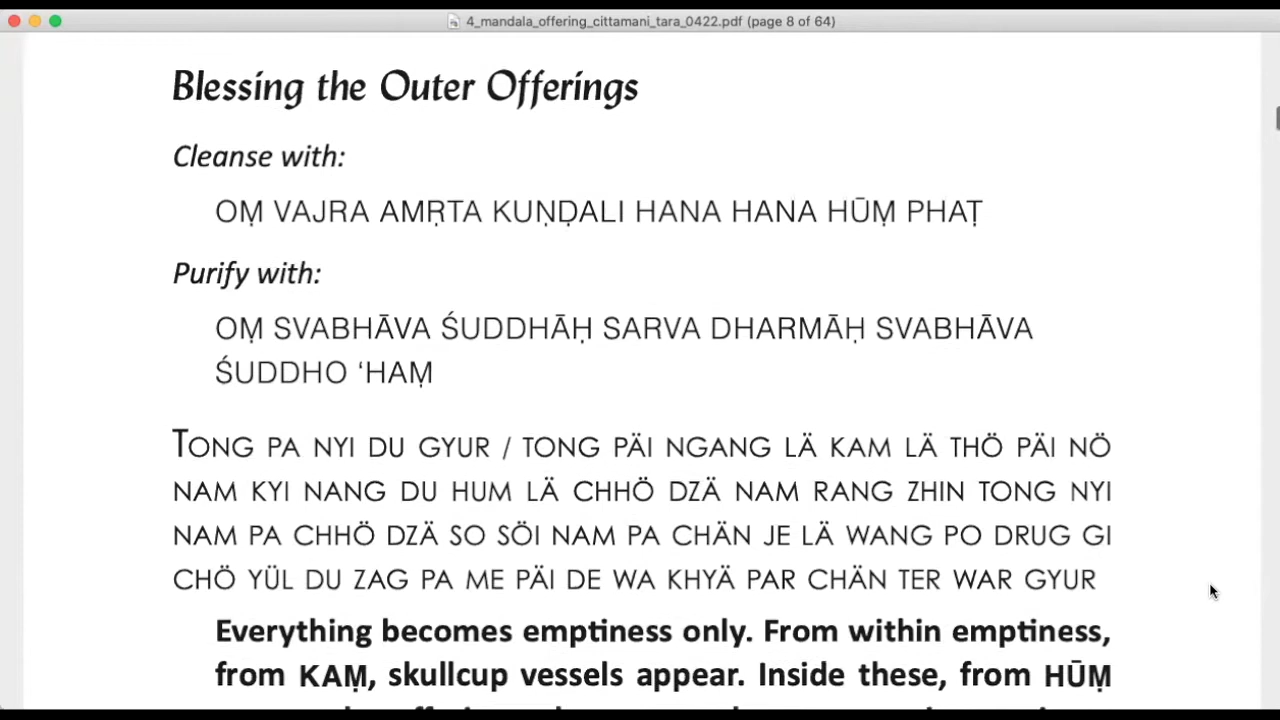 4_mandala_offering_cittamani_tara_0422.pdf (page 8 of 64)
Blessing the Outer Offerings
Cleanse with:
OṂ VAJRA AMṚTA KUṆḌALI HANA HANA HŪṂ PHAṬ
Purify with:
OṂ SVABHĀVA ŚUDDHĀḤ SARVA DHARMĀḤ SVABHĀVA
ŚUDDHO ‘HAṂ
TONG PA NYI DU GYUR / TONG PÄI NGANG LÄ KAM LÄ THÖ PÄI NÖ
NAM KYI NANG DU HUM LÄ CHHÖ DZÄ NAM RANG ZHIN TONG NYI
NAM PA CHHÖ DZÄ SO SÖI NAM PA CHÄN JE LÄ WANG PO DRUG GI
CHÖ YÜL DU ZAG PA ME PÄI DE WA KHYÄ PAR CHÄN TER WAR GYUR
Everything becomes emptiness only. From within emptiness,
from KAṂ, skullcup vessels appear. Inside these, from HŪṂ